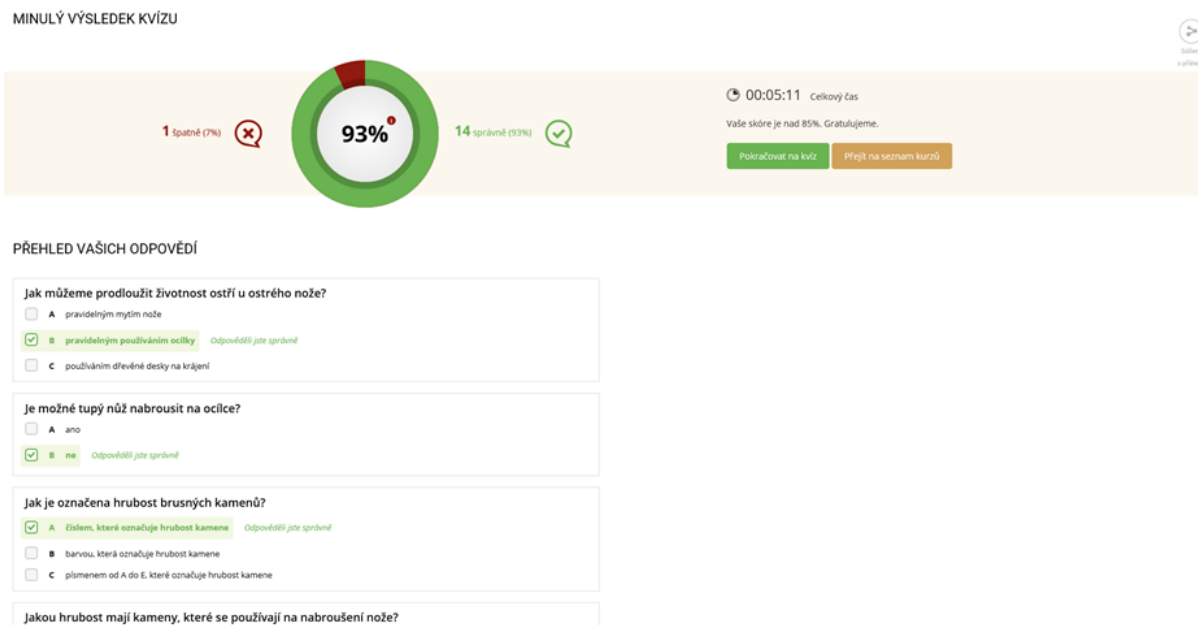 MINULÝ VÝSLEDEK KVÍZU
Sdílet
1 špatně (7%)
93%
14 správně (93%)
00:05:11 Celkový čas
Vaše skóre je nad 85%. Gratulujeme.
Pokračovat na kvíz
Přejít na seznam kurzů
PŘEHLED VAŠICH ODPOVĚDÍ
Jak můžeme prodloužit životnost ostří u ostrého nože?
A pravidelným mytím nože
B pravidelným používáním ocílky Odpověděli jste správně
C používáním dřevěné desky na krájení
Je možné tupý nůž nabrousit na ocílce?
A ano
B ne Odpověděli jste správně
Jak je označena hrubost brusných kamenů?
A číslem, které označuje hrubost kamene Odpověděli jste správně
B barvou, která označuje hrubost kamene
C písmenem od A do E, které označuje hrubost kamene
Jakou hrubost mají kameny, které se používají na nabroušení nože?